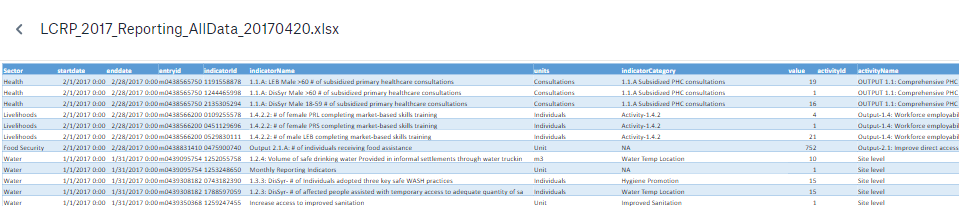 LCRP_2017_Reporting_AllData_20170420.xlsx
Sector startdate enddate entryid indicatorId indicatorName units indicatorCategory value activityId activityName
Health 2/1/2017 0:00 2/28/2017 0:00 m0438565750 1191558878 1.1.A: LEB Male >60 # of subsidized primary healthcare consultations Consultations 1.1.A Subsidized PHC consultations 19 OUTPUT 1.1: Comprehensive PHC
Health 2/1/2017 0:00 2/28/2017 0:00 m0438565750 1244465998 1.1.A: DisSyr Male >60 # of subsidized primary healthcare consultations Consultations 1.1.A Subsidized PHC consultations 1 OUTPUT 1.1: Comprehensive PHC
Health 2/1/2017 0:00 2/28/2017 0:00 m0438565750 2135305294 1.1.A: DisSyr Male 18-59 # of subsidized primary healthcare consultations Consultations 1.1.A Subsidized PHC consultations 16 OUTPUT 1.1: Comprehensive PHC
Livelihoods 2/1/2017 0:00 2/28/2017 0:00 m0438566200 0109255578 1.4.2.2: # of female PRL completing market-based skills training Individuals Activity-1.4.2 4 Output-1.4: Workforce employabil
Livelihoods 2/1/2017 0:00 2/28/2017 0:00 m0438566200 0451129696 1.4.2.2: # of female PRS completing market-based skills training Individuals Activity-1.4.2 1 Output-1.4: Workforce employabil
Livelihoods 2/1/2017 0:00 2/28/2017 0:00 m0438566200 0529830111 1.4.2.2: # of male LEB completing market-based skills training Individuals Activity-1.4.2 21 Output-1.4: Workforce employabil
Food Security 2/1/2017 0:00 2/28/2017 0:00 m0438831410 0475900740 Output 2.1.A: # of individuals receiving food assistance Unit NA 752 Output-2.1: Improve direct access
Water 1/1/2017 0:00 1/31/2017 0:00 m0439095754 1252055758 1.2.4: Volume of safe drinking water Provided in informal settlements through water truckin m3 Water Temp Location 10 Site level
Water 1/1/2017 0:00 1/31/2017 0:00 m0439095754 1253248650 Monthly Reporting Indicators Unit NA 1 Site level
Water 1/1/2017 0:00 1/31/2017 0:00 m0439308182 0743182390 1.3.3: DisSyr- # of Individuals adopted three key safe WASH practices Individuals Hygiene Promotion 15 Site level
Water 1/1/2017 0:00 1/31/2017 0:00 m0439308182 1788597059 1.2.3: DisSyr- # of affected people assisted with temporary access to adequate quantity of sa Individuals Water Temp Location 15 Site level
Water 1/1/2017 0:00 1/31/2017 0:00 m0439350368 1259247455 Increase access to improved sanitation Unit Improved Sanitation 1 Site level